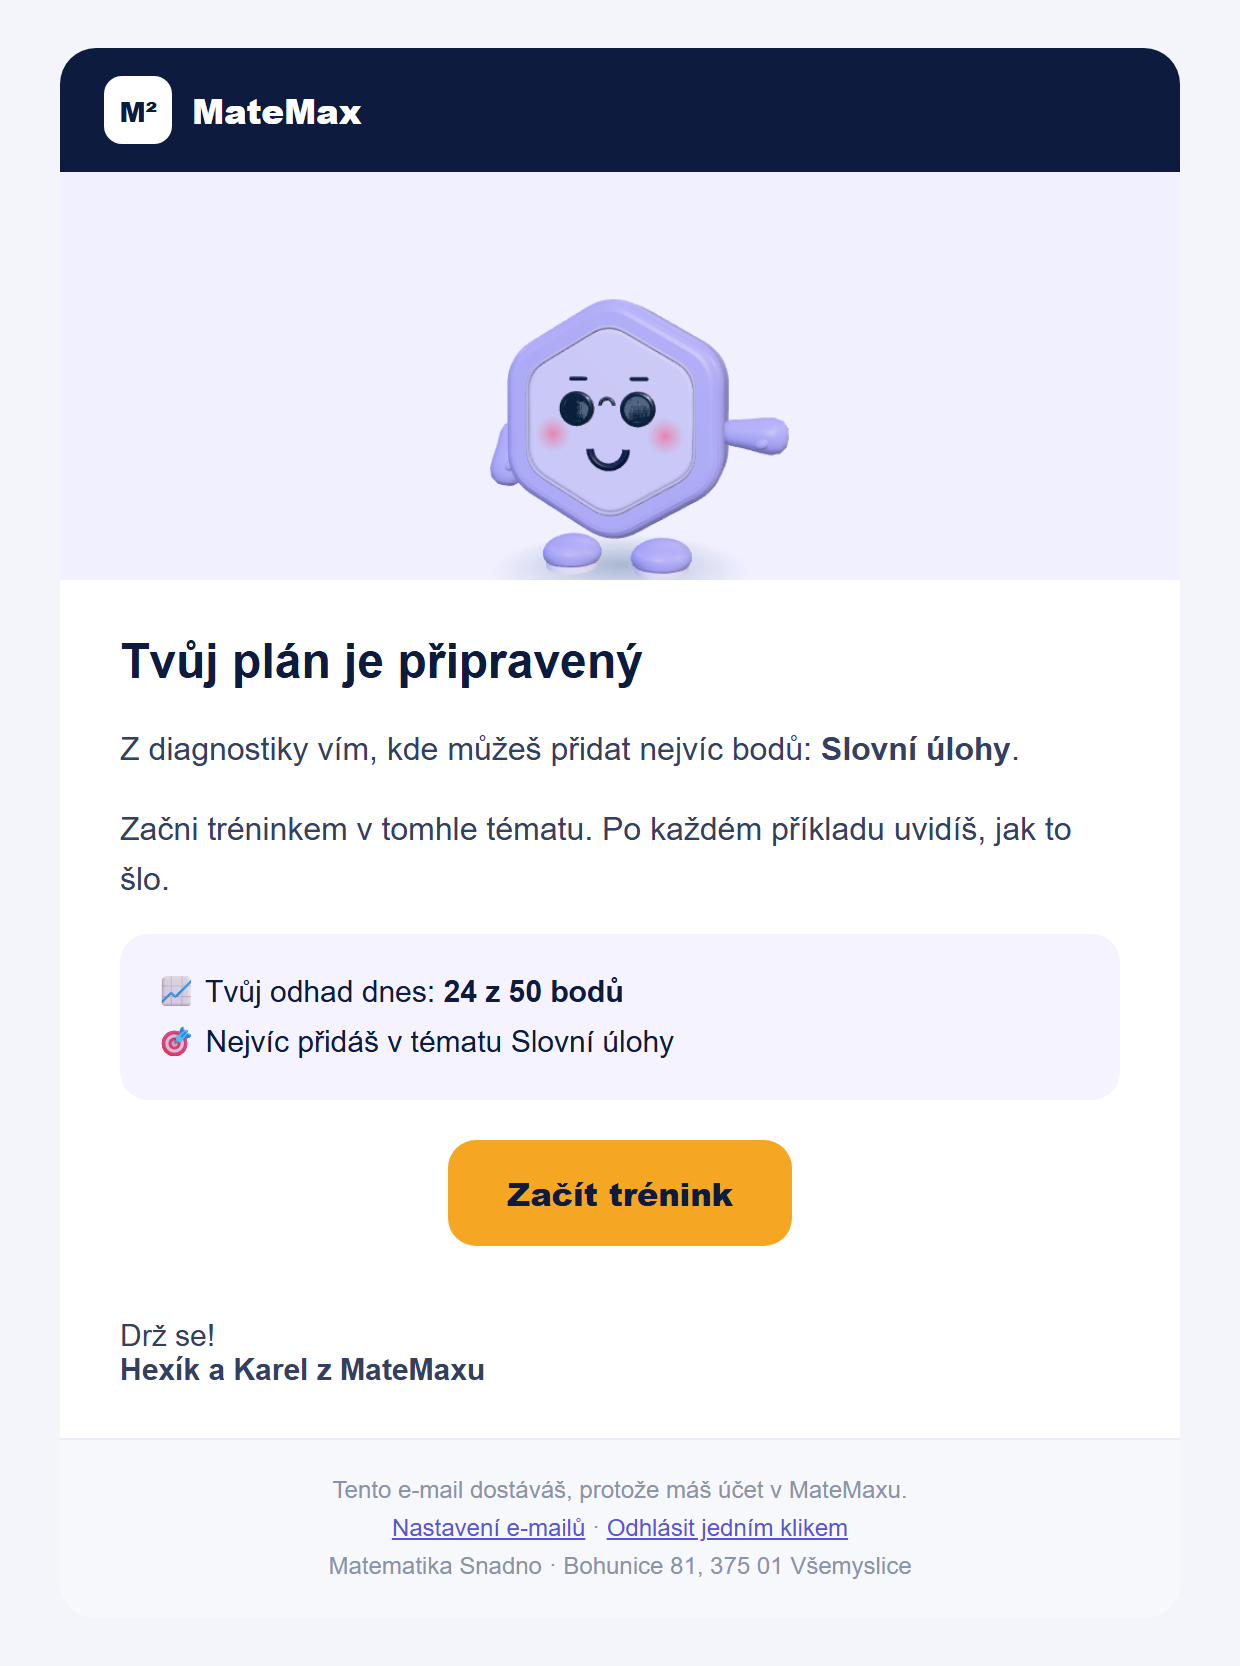 M²
MateMax
Tvůj plán je připravený
Z diagnostiky vím, kde můžeš přidat nejvíc bodů: Slovní úlohy.
Začni tréninkem v tomhle tématu. Po každém příkladu uvidíš, jak to
šlo.
📈 Tvůj odhad dnes: 24 z 50 bodů
🎯 Nejvíc přidáš v tématu Slovní úlohy
Začít trénink
Drž se!
Hexík a Karel z MateMaxu
Tento e-mail dostáváš, protože máš účet v MateMaxu.
Nastavení e-mailů · Odhlásit jedním klikem
Matematika Snadno · Bohunice 81, 375 01 Všemyslice